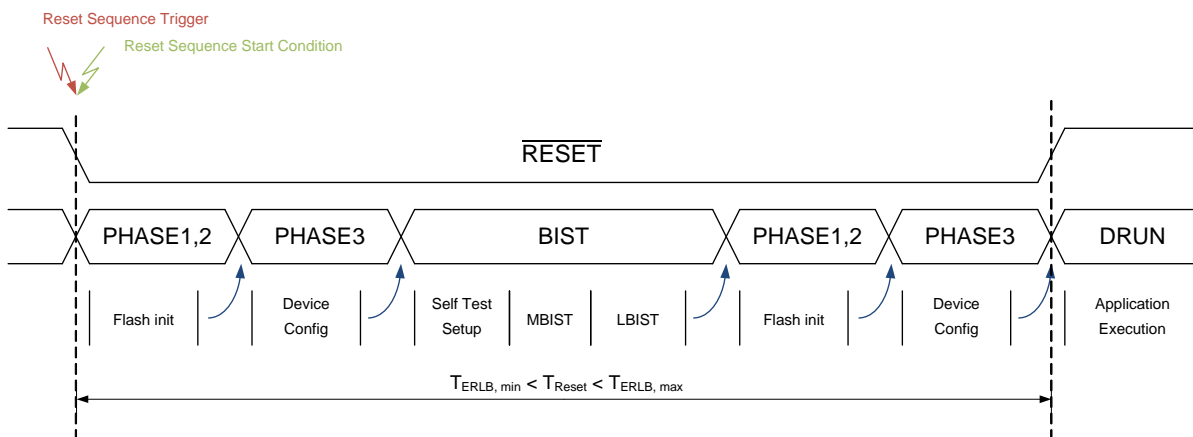 Reset Sequence Trigger
Reset Sequence Start Condition
RESET
PHASE1,2
PHASE3
BIST
PHASE1,2
PHASE3
DRUN
Flash init
Device
Config
Self Test
Setup
MBIST
LBIST
Flash init
Device
Config
Application
Execution
TERLB, min < TReset < TERLB, max